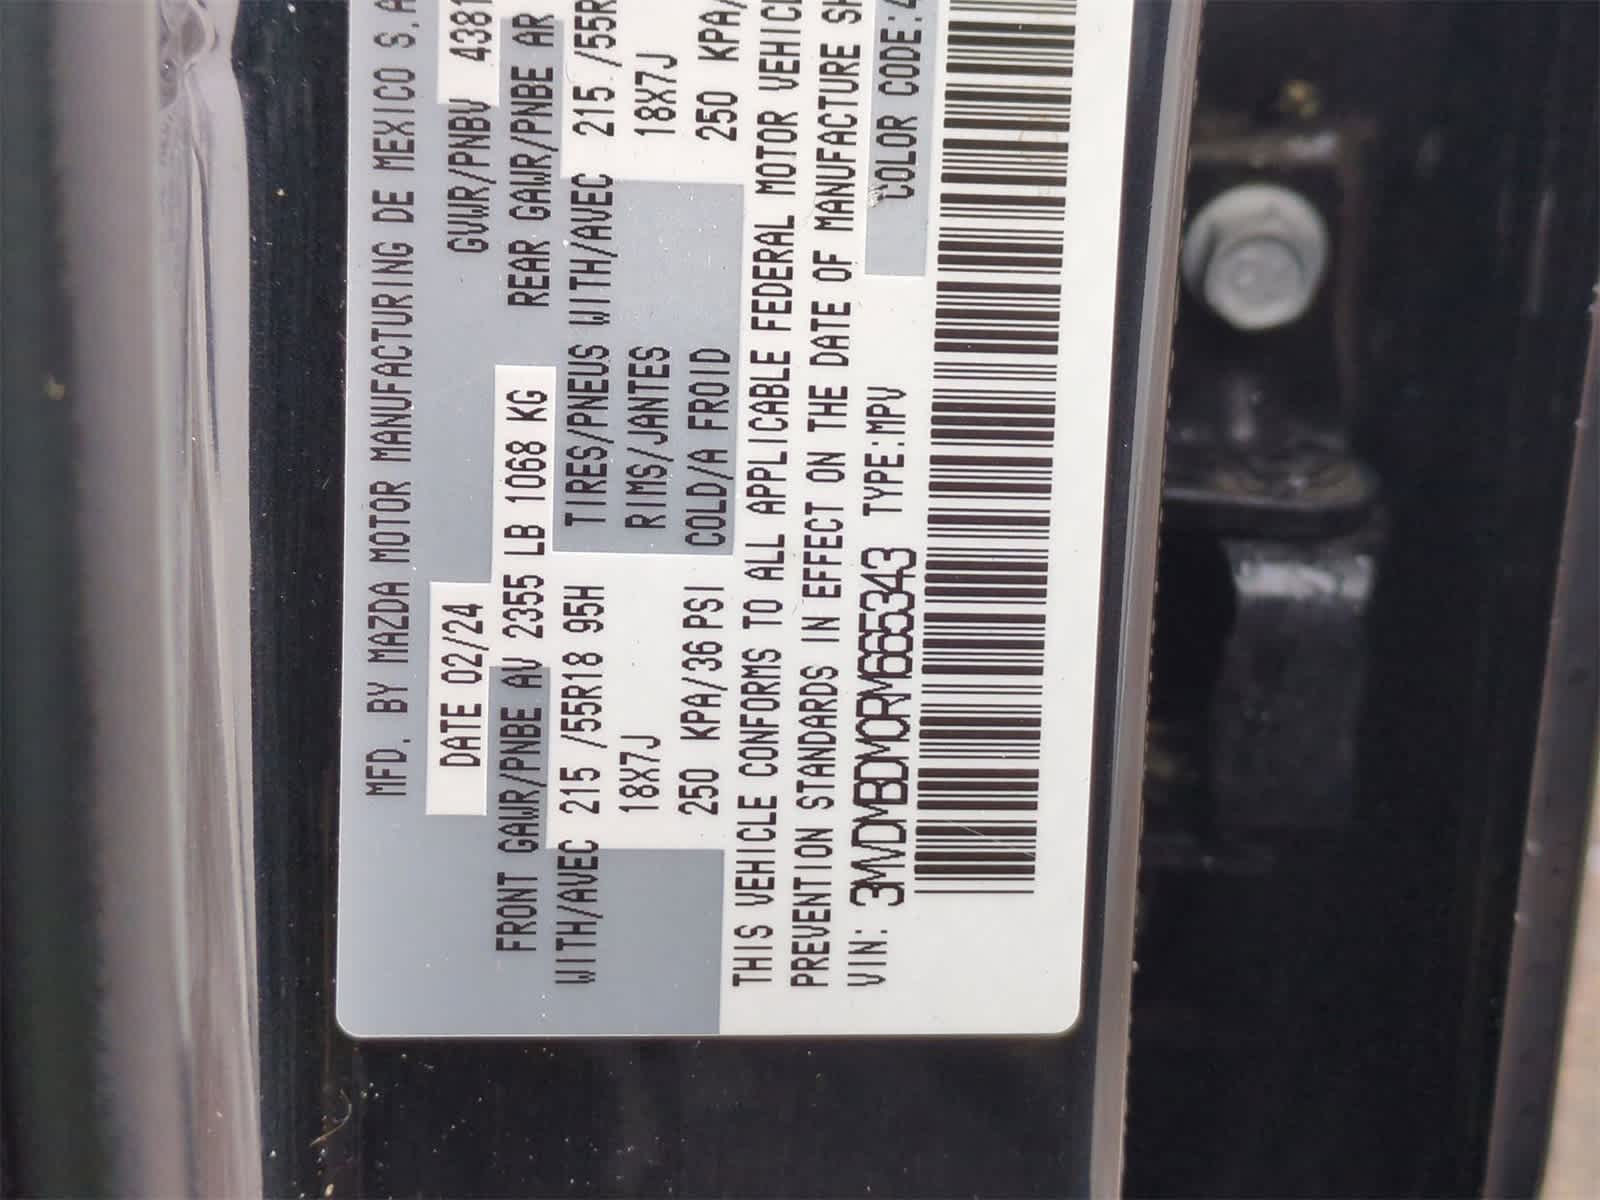 MFD. BY MAZDA MOTOR MANUFACTURING DE MEXICO S.A
DATE 02/24 GVWR/PNBV 4381
FRONT GAWR/PNBE AV 2355 LB 1068 KG REAR GAWR/PNBE AR
WITH/AVEC 215 /55R18 95H TIRES/PNEUS WITH/AVEC 215 /55R
18X7J RIMS/JANTES 18X7J
250 KPA/36 PSI COLD/A FROID 250 KPA/
THIS VEHICLE CONFORMS TO ALL APPLICABLE FEDERAL MOTOR VEHIC
PREVENTION STANDARDS IN EFFECT ON THE DATE OF MANUFACTURE SH
VIN: 3MVDMBDM0RM665343 TYPE:MPV COLOR CODE:4